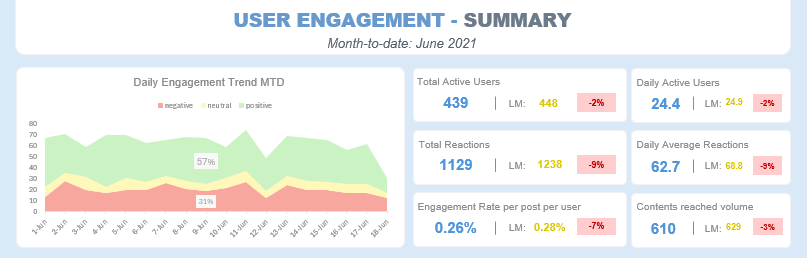 USER ENGAGEMENT - SUMMARY
Month-to-date: June 2021
Daily Engagement Trend MTD
negative neutral positive
80
70
60
50
40
30
20
10
0
57%
31%
1-Jun 2-Jun 3-Jun 4-Jun 5-Jun 6-Jun 7-Jun 8-Jun 9-Jun 10-Jun 11-Jun 12-Jun 13-Jun 14-Jun 15-Jun 16-Jun 17-Jun 18-Jun
Total Active Users
439 LM: 448 -2%
Daily Active Users
24.4 LM: 24.9 -2%
Total Reactions
1129 LM: 1238 -9%
Daily Average Reactions
62.7 LM: 68.8 -9%
Engagement Rate per post per user
0.26% LM: 0.28% -7%
Contents reached volume
610 LM: 629 -3%